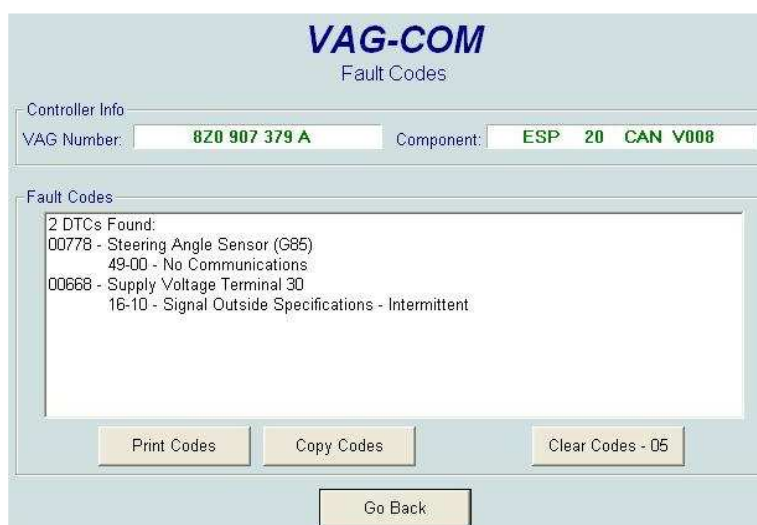 VAG-COM
Fault Codes
Controller Info
VAG Number: 8Z0 907 379 A Component: ESP 20 CAN V008
Fault Codes
2 DTCs Found:
00778 - Steering Angle Sensor (G85)
49-00 - No Communications
00668 - Supply Voltage Terminal 30
16-10 - Signal Outside Specifications - Intermittent
Print Codes Copy Codes Clear Codes - 05
Go Back